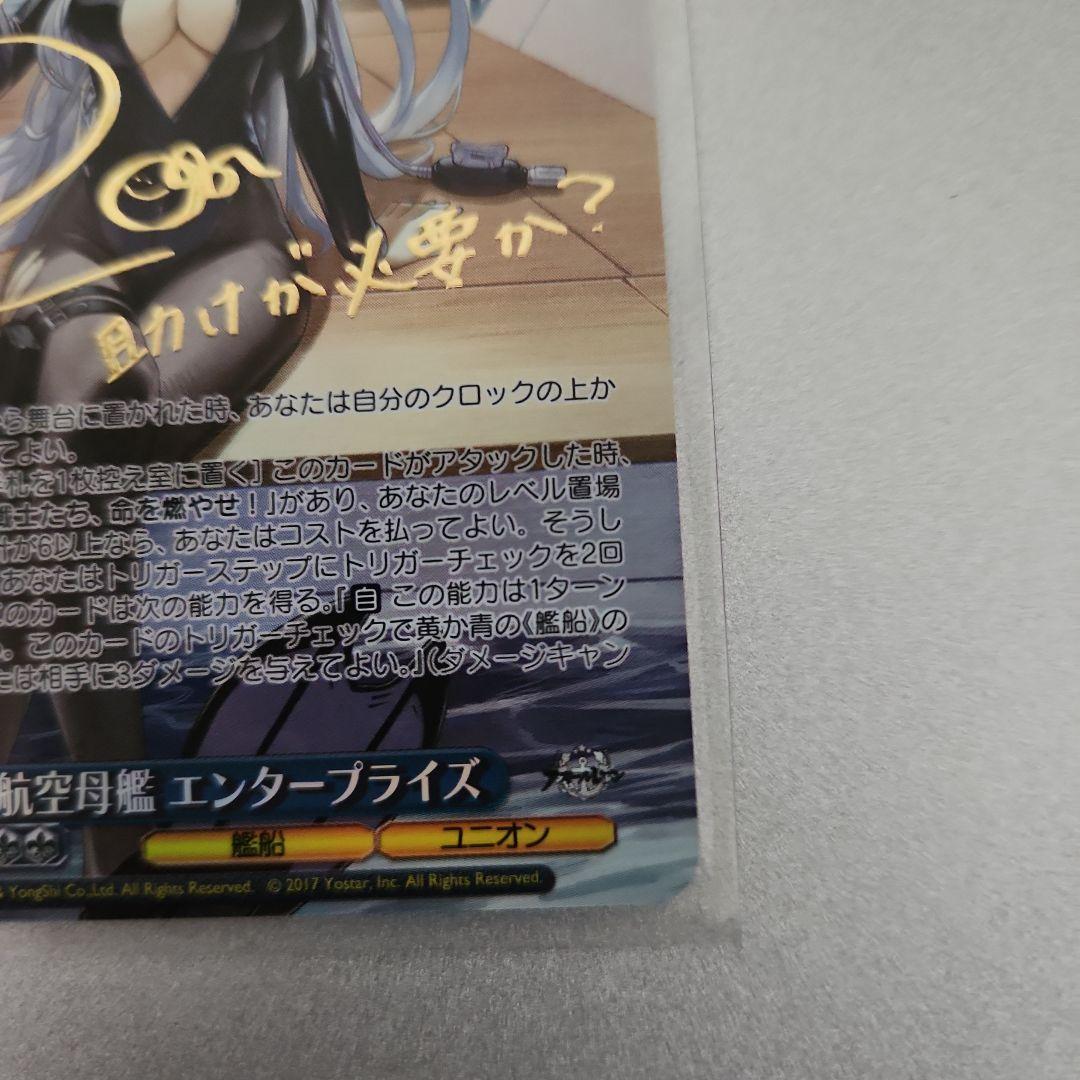 助けが必要か？
ら舞台に置かれた時、あなたは自分のクロックの上か
てよい。
札を1枚控え室に置く］このカードがアタックした時、
士たち、命を燃やせ！」があり、あなたのレベル置場
が6以上なら、あなたはコストを払ってよい。そうし
あなたはトリガーステップにトリガーチェックを2回
のカードは次の能力を得る。『自 この能力は1ターン
、このカードのトリガーチェックで黄か青の《艦船》の
は相手に3ダメージを与えてよい。』（ダメージキャン
航空母艦 エンタープライズ
アズールレーン
艦船
ユニオン
& YongShi Co.,Ltd. All Rights Reserved. © 2017 Yostar, Inc. All Rights Reserved.